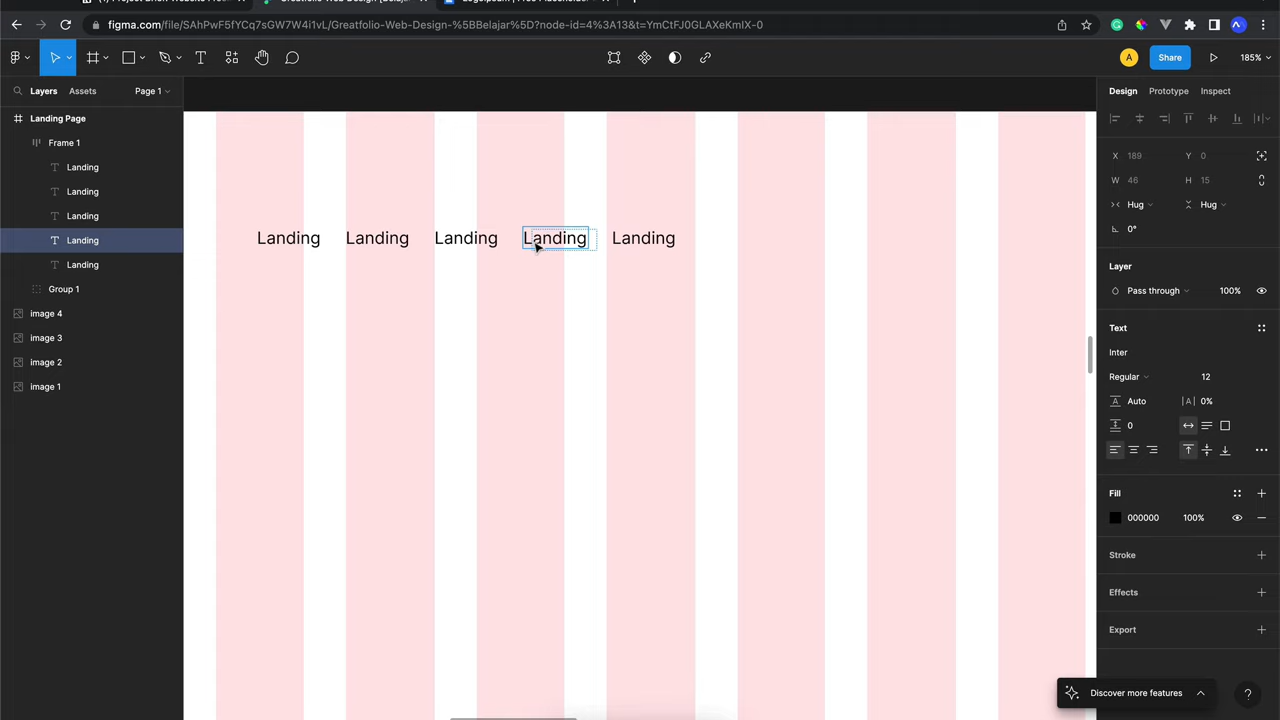 figma.com/file/SAhPwF5fYCq7sGW7W4i1vL/Greatfolio-Web-Design-%5BBelajar%5D?node-id=4%3A13&t=YmCtFJ0GLAXeKmIX-0
A Share 185%
Layers Assets Page 1
Design Prototype Inspect
Landing Page
Frame 1
Landing
Landing
Landing
Landing
Landing
Group 1
image 4
image 3
image 2
image 1
Landing Landing Landing Landing Landing
X 189 Y 0
W 46 H 15
Hug Hug
0°
Layer
Pass through 100%
Text
Inter
Regular 12
Auto |A| 0%
0
Fill
000000 100%
Stroke
Effects
Export
Discover more features ?